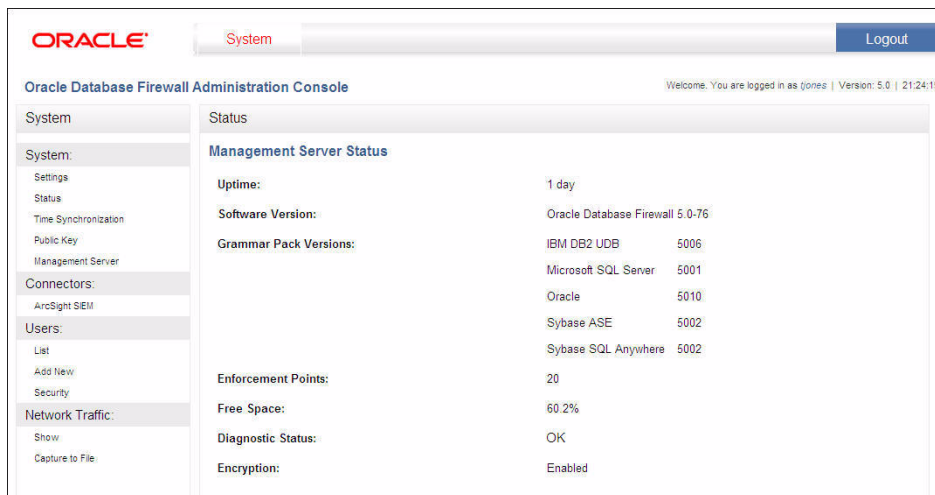 ORACLE
System
Logout
Oracle Database Firewall Administration Console
Welcome. You are logged in as tjones | Version: 5.0 | 21:24:1
System
System:
Settings
Status
Time Synchronization
Public Key
Management Server
Connectors:
ArcSight SIEM
Users:
List
Add New
Security
Network Traffic:
Show
Capture to File
Status
Management Server Status
Uptime: 1 day
Software Version: Oracle Database Firewall 5.0-76
Grammar Pack Versions: IBM DB2 UDB 5006
Microsoft SQL Server 5001
Oracle 5010
Sybase ASE 5002
Sybase SQL Anywhere 5002
Enforcement Points: 20
Free Space: 60.2%
Diagnostic Status: OK
Encryption: Enabled